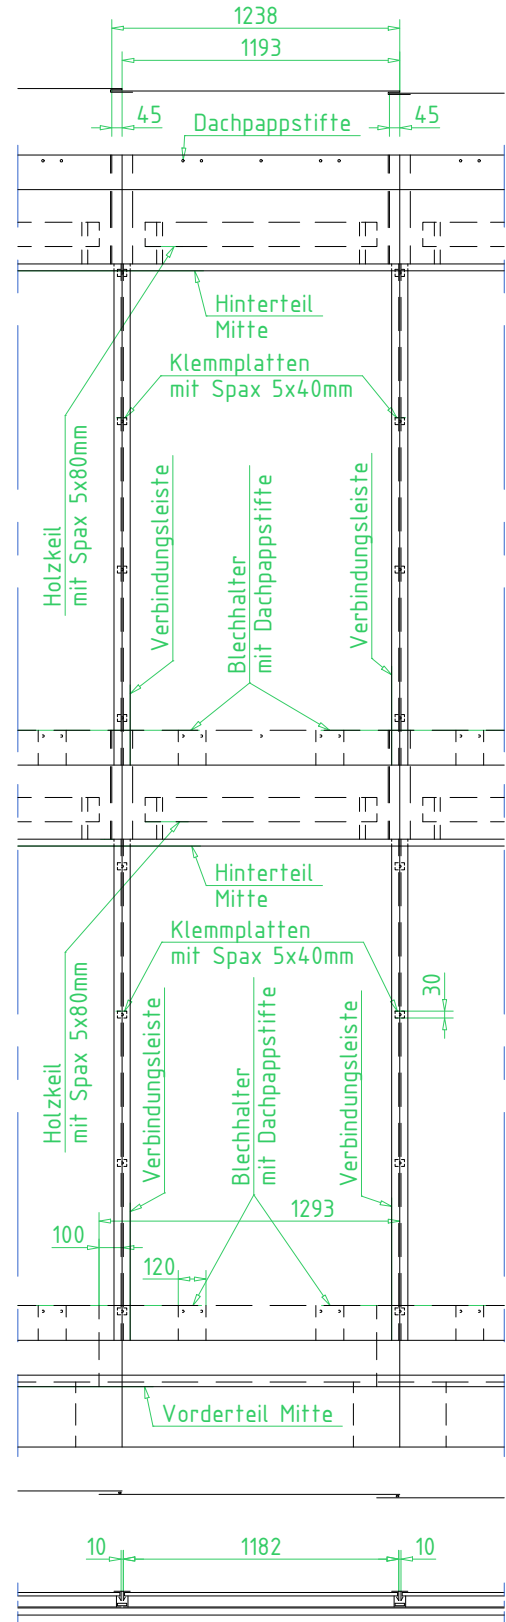 1238
1193
45
45
Dachpappstifte
Hinterteil
Mitte
Klemmplatten
mit Spax 5x40mm
Holzkeil
mit Spax 5x80mm
Verbindungsleiste
Blechhalter
mit Dachpappstifte
Verbindungsleiste
Hinterteil
Mitte
Klemmplatten
mit Spax 5x40mm
30
Holzkeil
mit Spax 5x80mm
Verbindungsleiste
Blechhalter
mit Dachpappstifte
Verbindungsleiste
1293
100
120
Vorderteil Mitte
10
1182
10